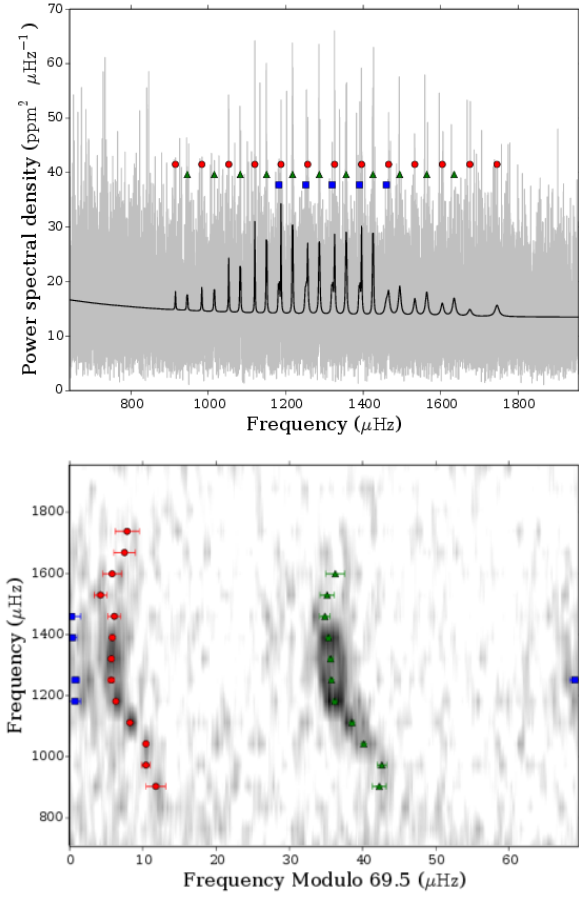 70
60
50
40
30
20
10
0
Power spectral density (ppm² μHz⁻¹)
800 1000 1200 1400 1600 1800
Frequency (μHz)
1800
1600
1400
1200
1000
800
Frequency (μHz)
0 10 20 30 40 50 60
Frequency Modulo 69.5 (μHz)